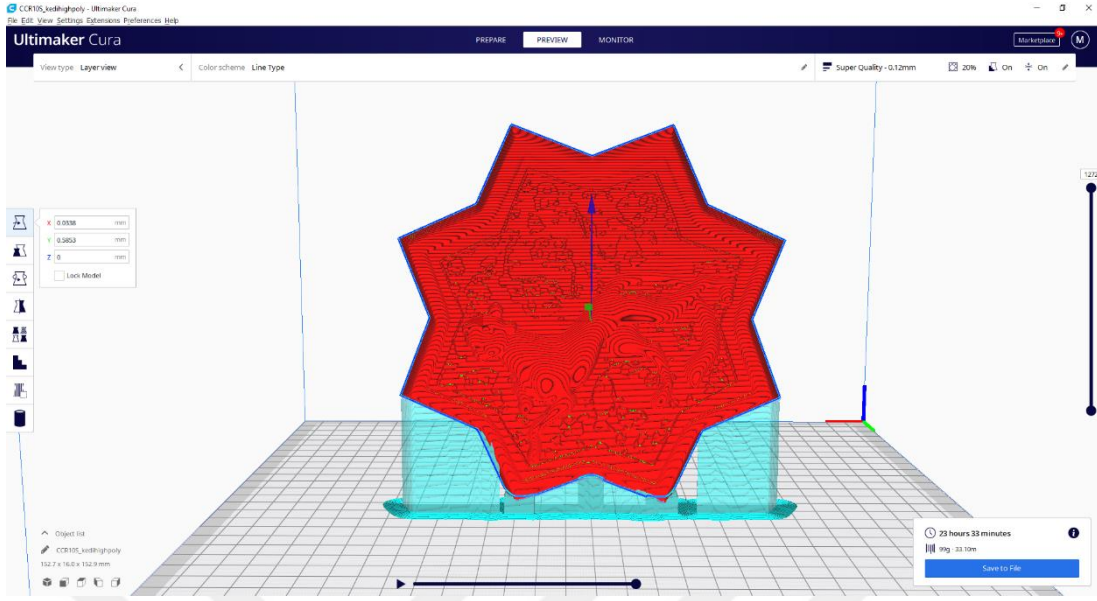 CCR10S_kedihighpoly - Ultimaker Cura
File Edit View Settings Extensions Preferences Help
Ultimaker Cura
PREPARE PREVIEW MONITOR
Marketplace 9+ M
View type Layer view
Color scheme Line Type
Super Quality - 0.12mm 20% On On
1272
X 0.0936 mm
Y 0.5853 mm
Z 0 mm
Lock Model
Object list
CCR10S_kedihighpoly
152.7 x 16.0 x 152.9 mm
23 hours 33 minutes
99g · 33.10m
Save to File